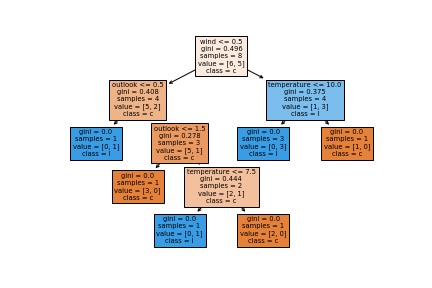 wind <= 0.5
gini = 0.496
samples = 8
value = [6, 5]
class = c
outlook <= 0.5
gini = 0.408
samples = 4
value = [5, 2]
class = c
temperature <= 10.0
gini = 0.375
samples = 4
value = [1, 3]
class = l
gini = 0.0
samples = 1
value = [0, 1]
class = l
outlook <= 1.5
gini = 0.278
samples = 3
value = [5, 1]
class = c
gini = 0.0
samples = 3
value = [0, 3]
class = l
gini = 0.0
samples = 1
value = [1, 0]
class = c
gini = 0.0
samples = 1
value = [3, 0]
class = c
temperature <= 7.5
gini = 0.444
samples = 2
value = [2, 1]
class = c
gini = 0.0
samples = 1
value = [0, 1]
class = l
gini = 0.0
samples = 1
value = [2, 0]
class = c